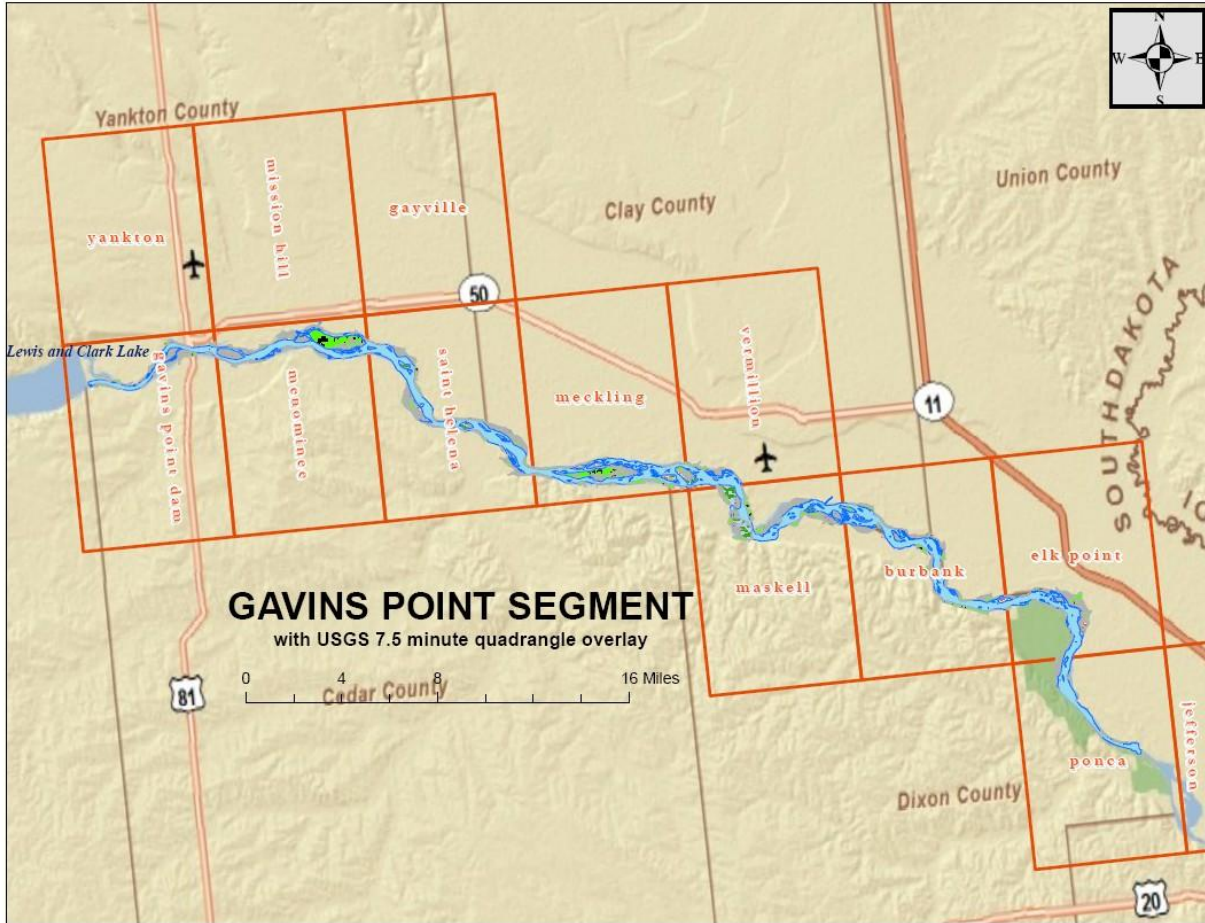 N
W E
S
Yankton County
Union County
mission hill
gayville
Clay County
yankton
50
SOUTH DAKOTA
Lewis and Clark Lake
gavins point dam
menominee
saint helena
meckling
vermillion
11
IO
elk point
burbank
maskell
GAVINS POINT SEGMENT
with USGS 7.5 minute quadrangle overlay
0 4 8 16 Miles
81
Cedar County
jefferson
ponca
Dixon County
20